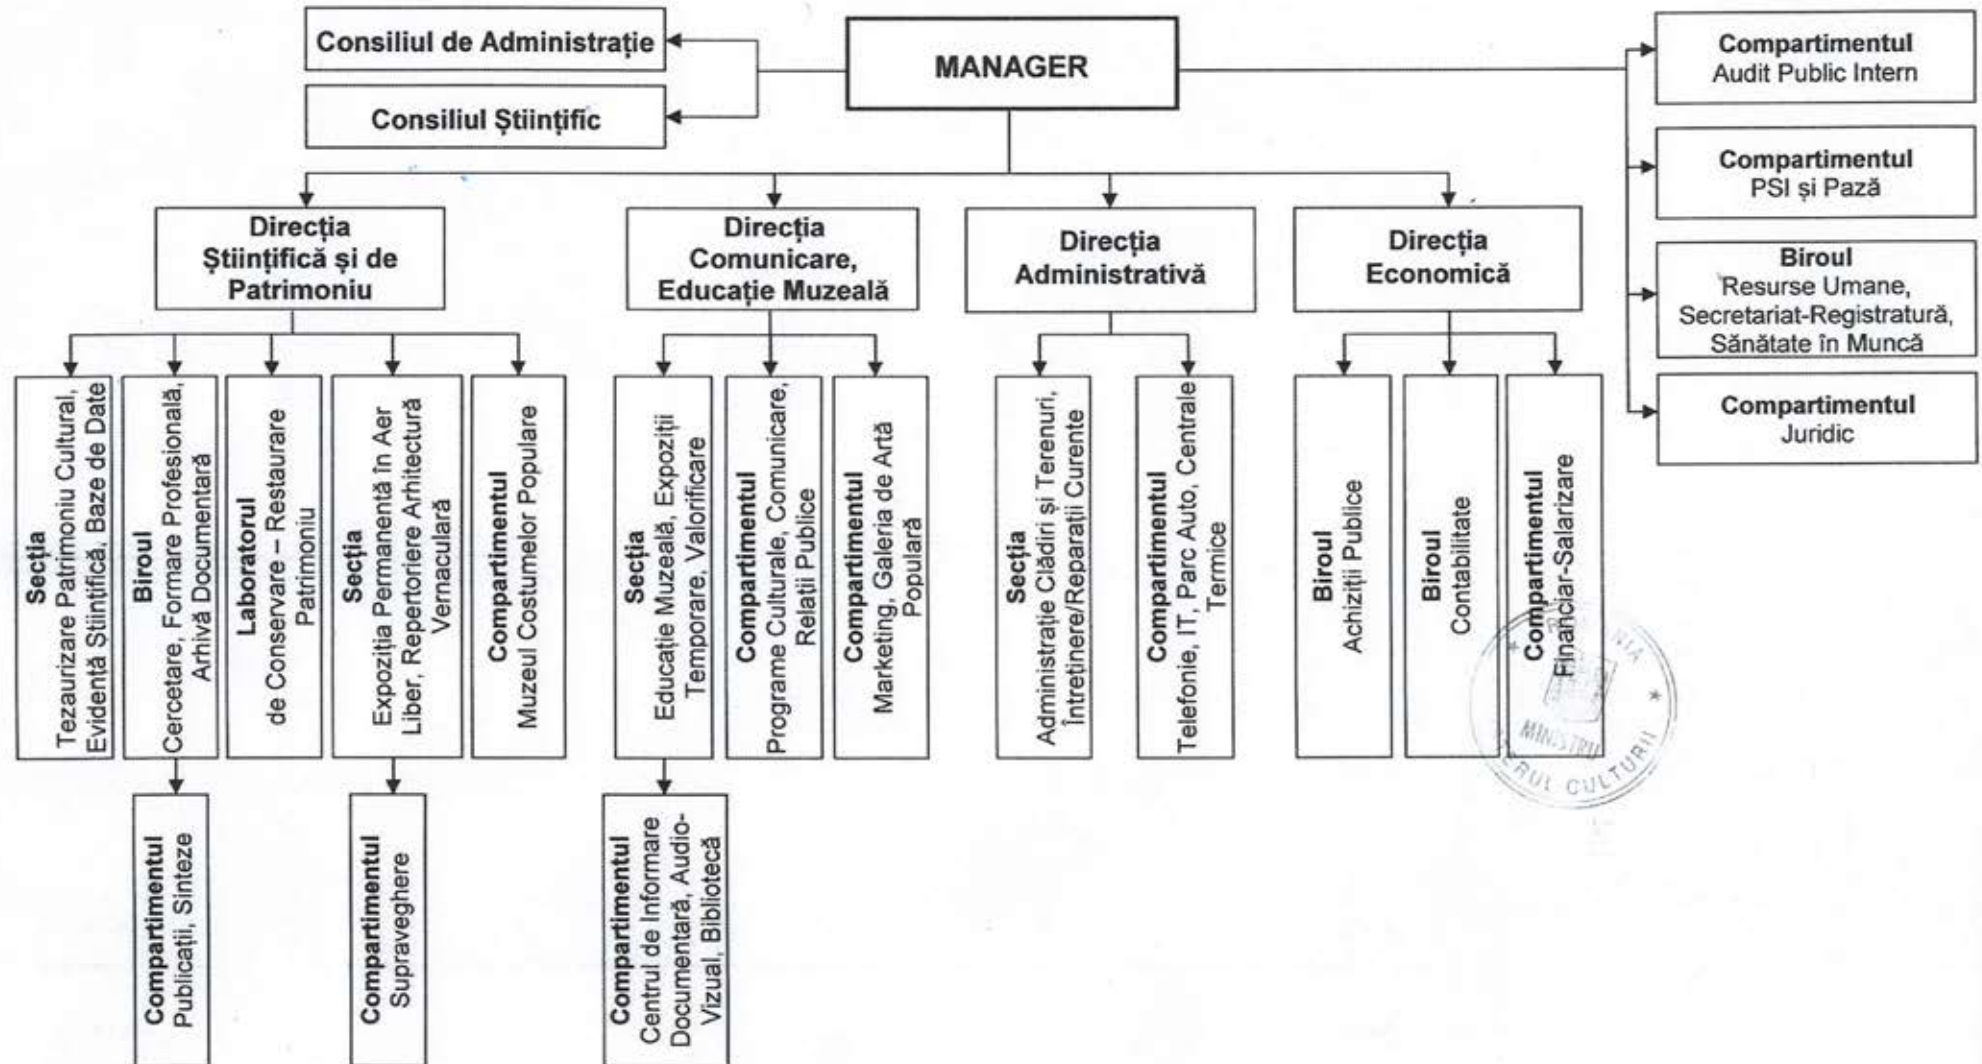 Consiliul de Administrație
Consiliul Științific
MANAGER
Compartimentul
Audit Public Intern
Compartimentul
PSI și Pază
Biroul
Resurse Umane,
Secretariat-Registratură,
Sănătate în Muncă
Compartimentul
Juridic
Direcția
Științifică și de
Patrimoniu
Direcția
Comunicare,
Educație Muzeală
Direcția
Administrativă
Direcția
Economică
Secția
Tezaurizare Patrimoniu Cultural,
Evidență Științifică, Baze de Date
Biroul
Cercetare, Formare Profesională,
Arhivă Documentară
Laboratorul
de Conservare – Restaurare
Patrimoniu
Secția
Expoziția Permanentă în Aer
Liber, Repertoriere Arhitectură
Vernaculară
Compartimentul
Muzeul Costumelor Populare
Secția
Educație Muzeală, Expoziții
Temporare, Valorificare
Compartimentul
Programe Culturale, Comunicare,
Relații Publice
Compartimentul
Marketing, Galeria de Artă
Populară
Secția
Administrație Clădiri și Terenuri,
Întreținere/Reparații Curente
Compartimentul
Telefonie, IT, Parc Auto, Centrale
Termice
Biroul
Achiziții Publice
Biroul
Contabilitate
Compartimentul
Financiar-Salarizare
MINISTRU
CULTURII
Compartimentul
Publicații, Sinteze
Compartimentul
Supraveghere
Compartimentul
Centrul de Informare
Documentară, Audio-
Vizual, Bibliotecă